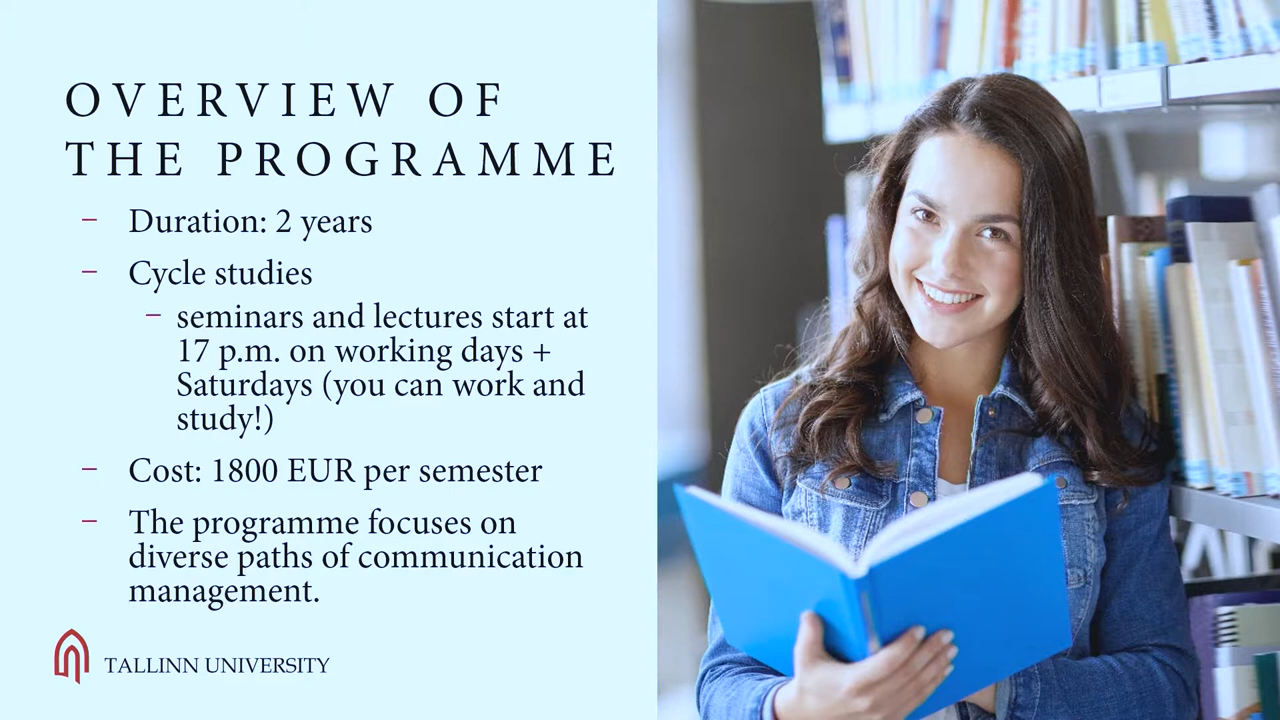 OVERVIEW OF
THE PROGRAMME
– Duration: 2 years
– Cycle studies
– seminars and lectures start at
17 p.m. on working days +
Saturdays (you can work and
study!)
– Cost: 1800 EUR per semester
– The programme focuses on
diverse paths of communication
management.
TALLINN UNIVERSITY